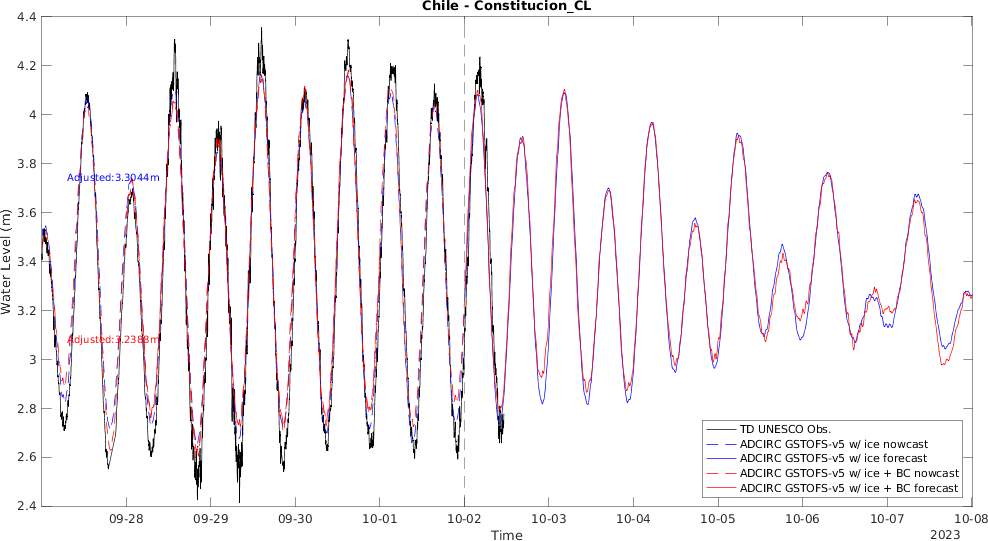 Chile - Constitucion_CL
4.4
4.2
4
3.8
3.6
3.4
3.2
3
2.8
2.6
2.4
Water Level (m)
Adjusted:3.3044m
Adjusted:3.2388m
TD UNESCO Obs.
ADCIRC GSTOFS-v5 w/ ice nowcast
ADCIRC GSTOFS-v5 w/ ice forecast
ADCIRC GSTOFS-v5 w/ ice + BC nowcast
ADCIRC GSTOFS-v5 w/ ice + BC forecast
09-28 09-29 09-30 10-01 10-02 10-03 10-04 10-05 10-06 10-07 10-08
Time
2023